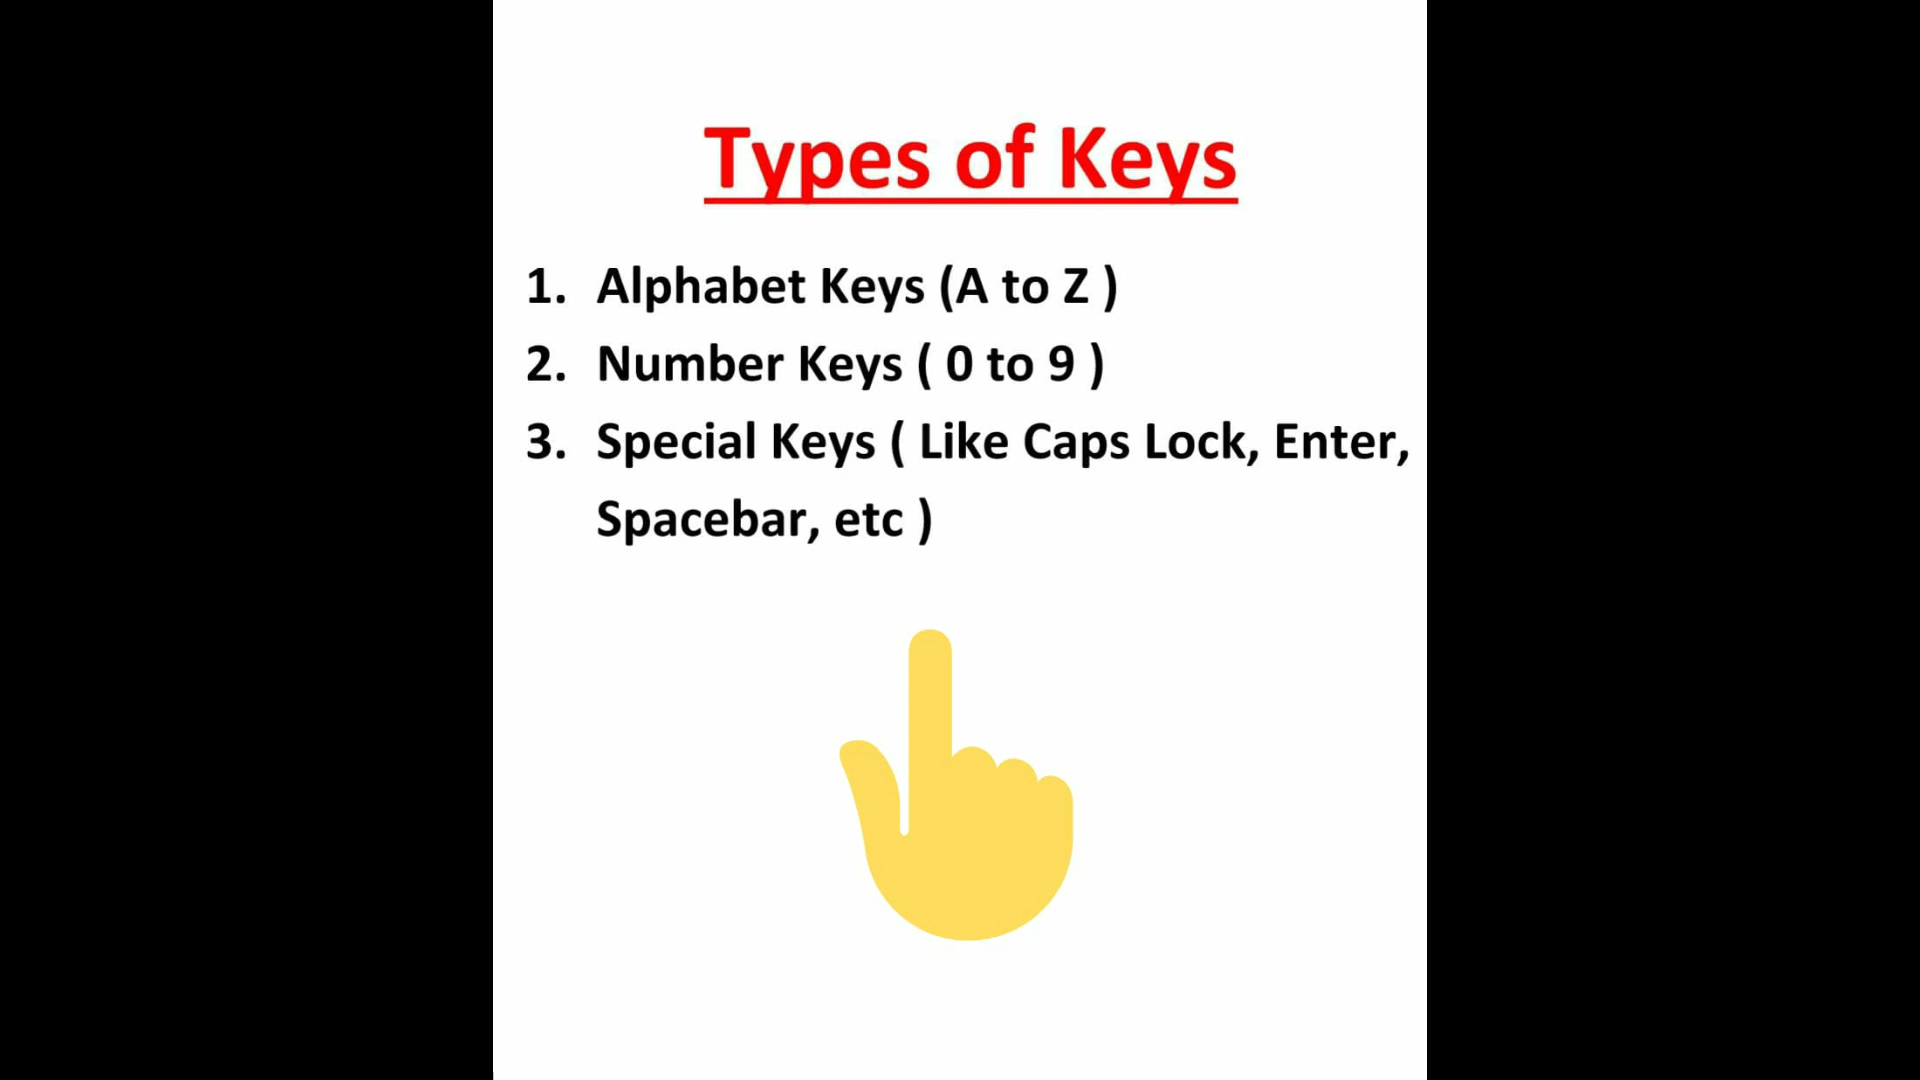 Types of Keys
1. Alphabet Keys (A to Z )
2. Number Keys ( 0 to 9 )
3. Special Keys ( Like Caps Lock, Enter,
Spacebar, etc )